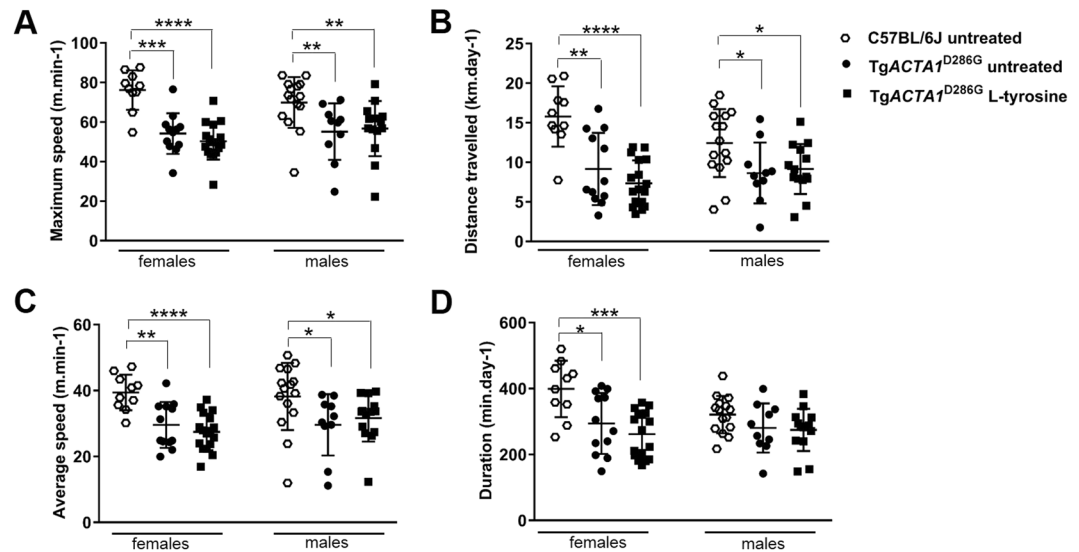 A
Maximum speed (m.min-1)
100
80
60
40
20
0
***
****
**
**
females
males
B
Distance travelled (km.day-1)
25
20
15
10
5
0
**
****
*
*
females
males
C57BL/6J untreated
TgACTA1D286G untreated
TgACTA1D286G L-tyrosine
C
Average speed (m.min-1)
60
40
20
0
**
****
*
*
females
males
D
Duration (min.day-1)
600
400
200
0
*
***
females
males